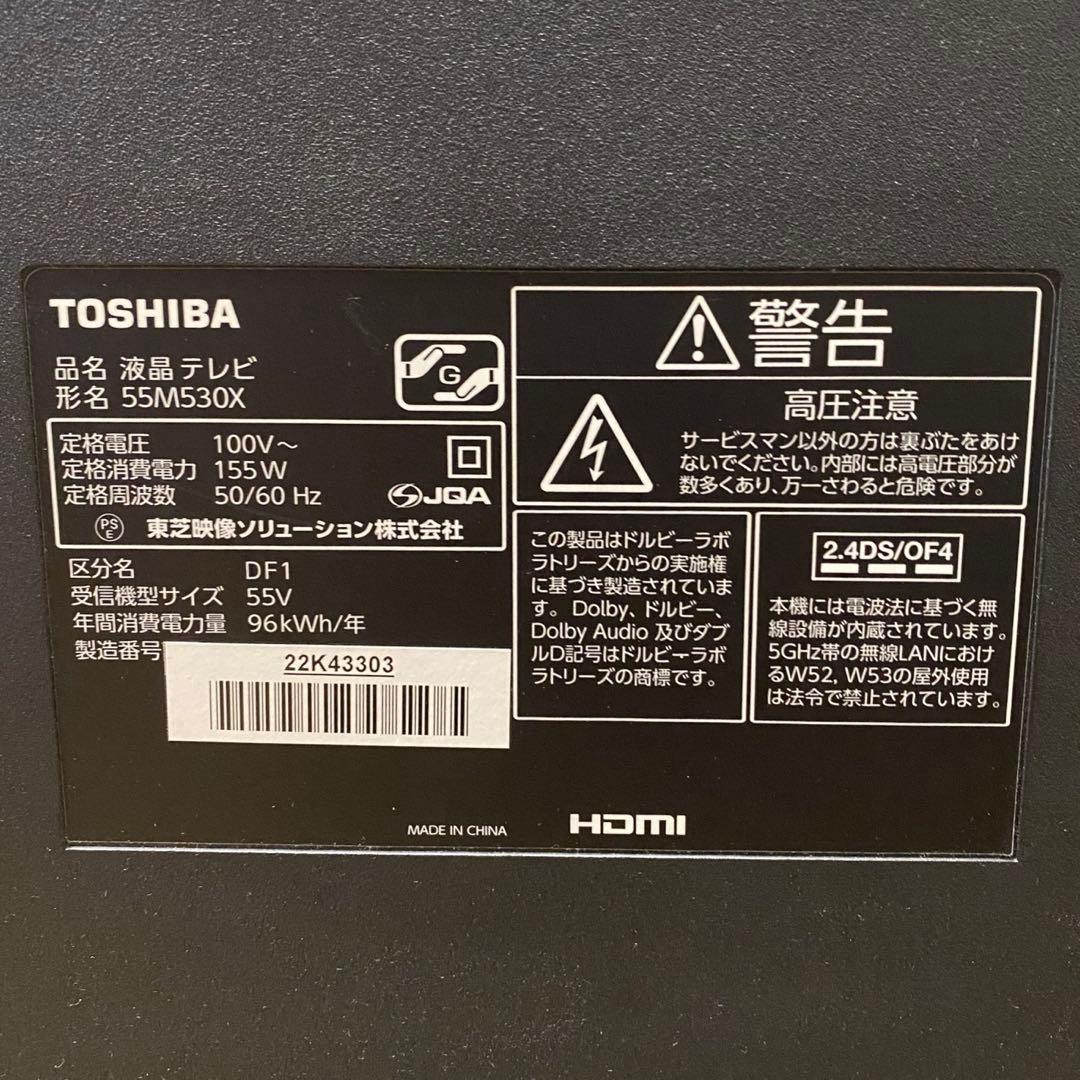 TOSHIBA
品名 液晶テレビ
形名 55M530X
G
定格電圧 100V～
定格消費電力 155W
定格周波数 50/60 Hz
JQA
PS
E
東芝映像ソリューション株式会社
区分名 DF1
受信機型サイズ 55V
年間消費電力量 96kWh/年
製造番号
22K43303
警告
高圧注意
サービスマン以外の方は裏ぶたをあけ
ないでください。内部には高電圧部分が
数多くあり、万一さわると危険です。
この製品はドルビーラボ
ラトリーズからの実施権
に基づき製造されていま
す。Dolby、ドルビー、
Dolby Audio 及びダブ
ルD記号はドルビーラボ
ラトリーズの商標です。
2.4DS/OF4
本機には電波法に基づく無
線設備が内蔵されています。
5GHz帯の無線LANにおけ
るW52, W53の屋外使用
は法令で禁止されています。
MADE IN CHINA
HDMI